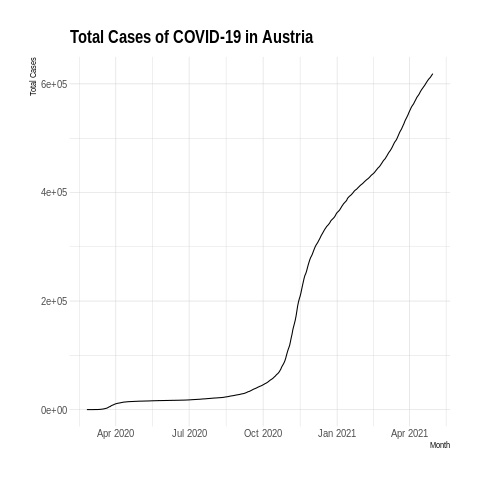 Total Cases of COVID-19 in Austria
Total Cases
6e+05
4e+05
2e+05
0e+00
Apr 2020 Jul 2020 Oct 2020 Jan 2021 Apr 2021
Month